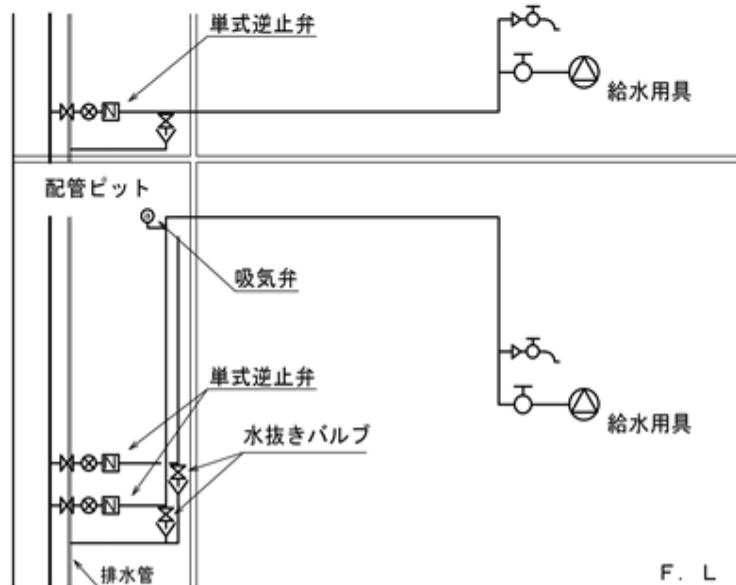 単式逆止弁
給水用具
配管ピット
吸気弁
単式逆止弁
水抜きバルブ
給水用具
排水管
F. L